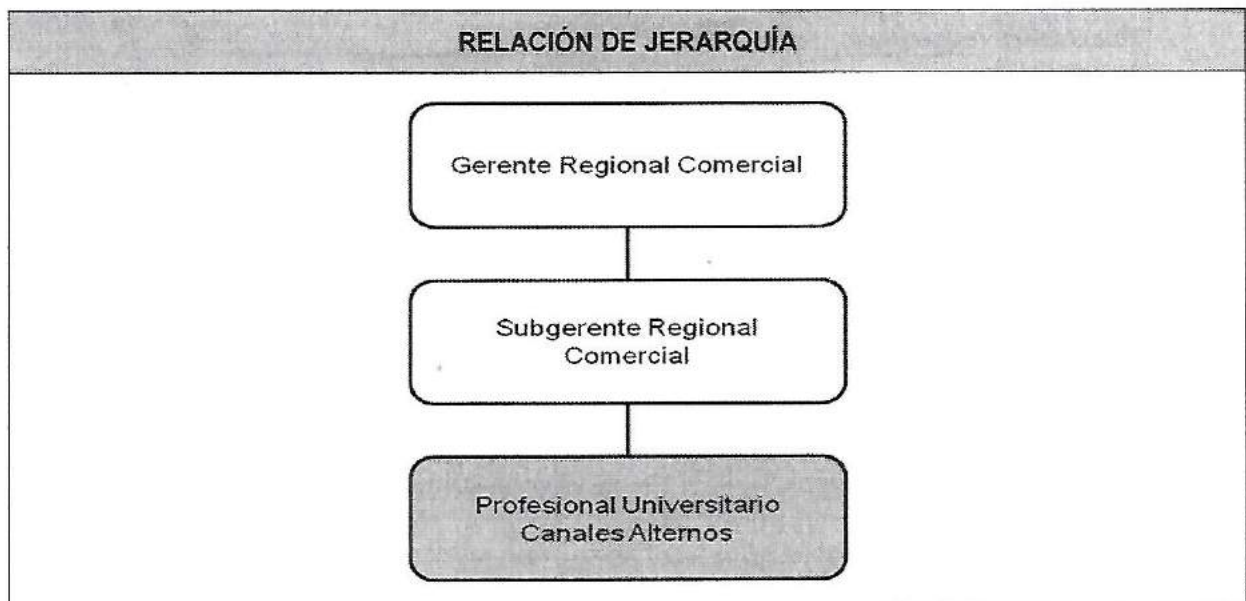 RELACIÓN DE JERARQUÍA
Gerente Regional Comercial
Subgerente Regional
Comercial
Profesional Universitario
Canales Alternos